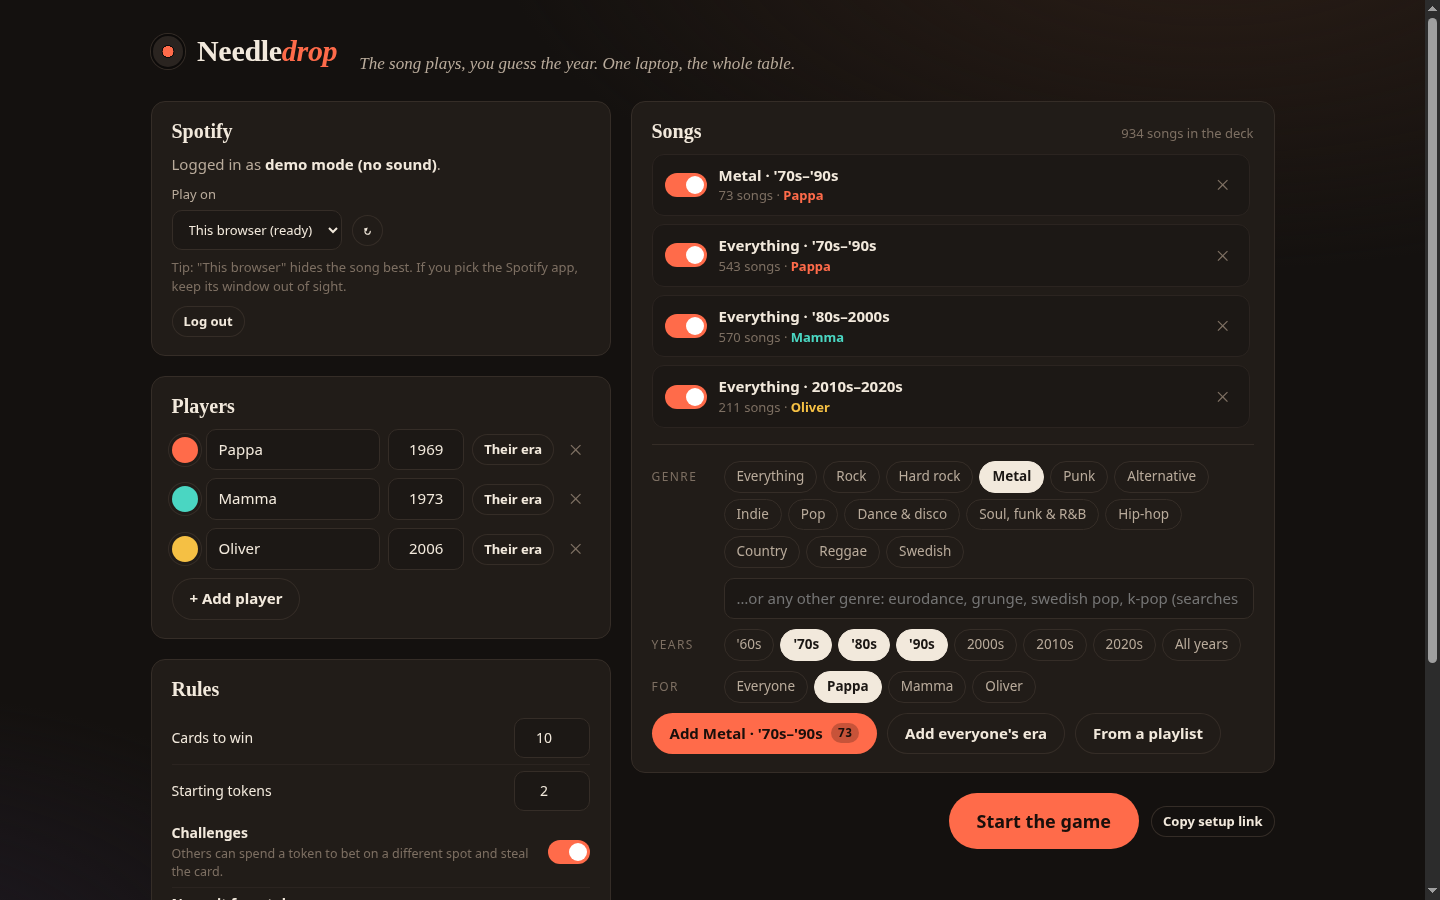 Needledrop
The song plays, you guess the year. One laptop, the whole table.
Spotify
Logged in as demo mode (no sound).
Play on
This browser (ready)
Tip: "This browser" hides the song best. If you pick the Spotify app,
keep its window out of sight.
Log out
Players
Pappa 1969 Their era
Mamma 1973 Their era
Oliver 2006 Their era
+ Add player
Rules
Cards to win 10
Starting tokens 2
Challenges
Others can spend a token to bet on a different spot and steal
the card.
Songs 934 songs in the deck
Metal · '70s–'90s
73 songs · Pappa
Everything · '70s–'90s
543 songs · Pappa
Everything · '80s–2000s
570 songs · Mamma
Everything · 2010s–2020s
211 songs · Oliver
GENRE Everything Rock Hard rock Metal Punk Alternative
Indie Pop Dance & disco Soul, funk & R&B Hip-hop
Country Reggae Swedish
...or any other genre: eurodance, grunge, swedish pop, k-pop (searches
YEARS '60s '70s '80s '90s 2000s 2010s 2020s All years
FOR Everyone Pappa Mamma Oliver
Add Metal · '70s–'90s 73 Add everyone's era From a playlist
Start the game Copy setup link